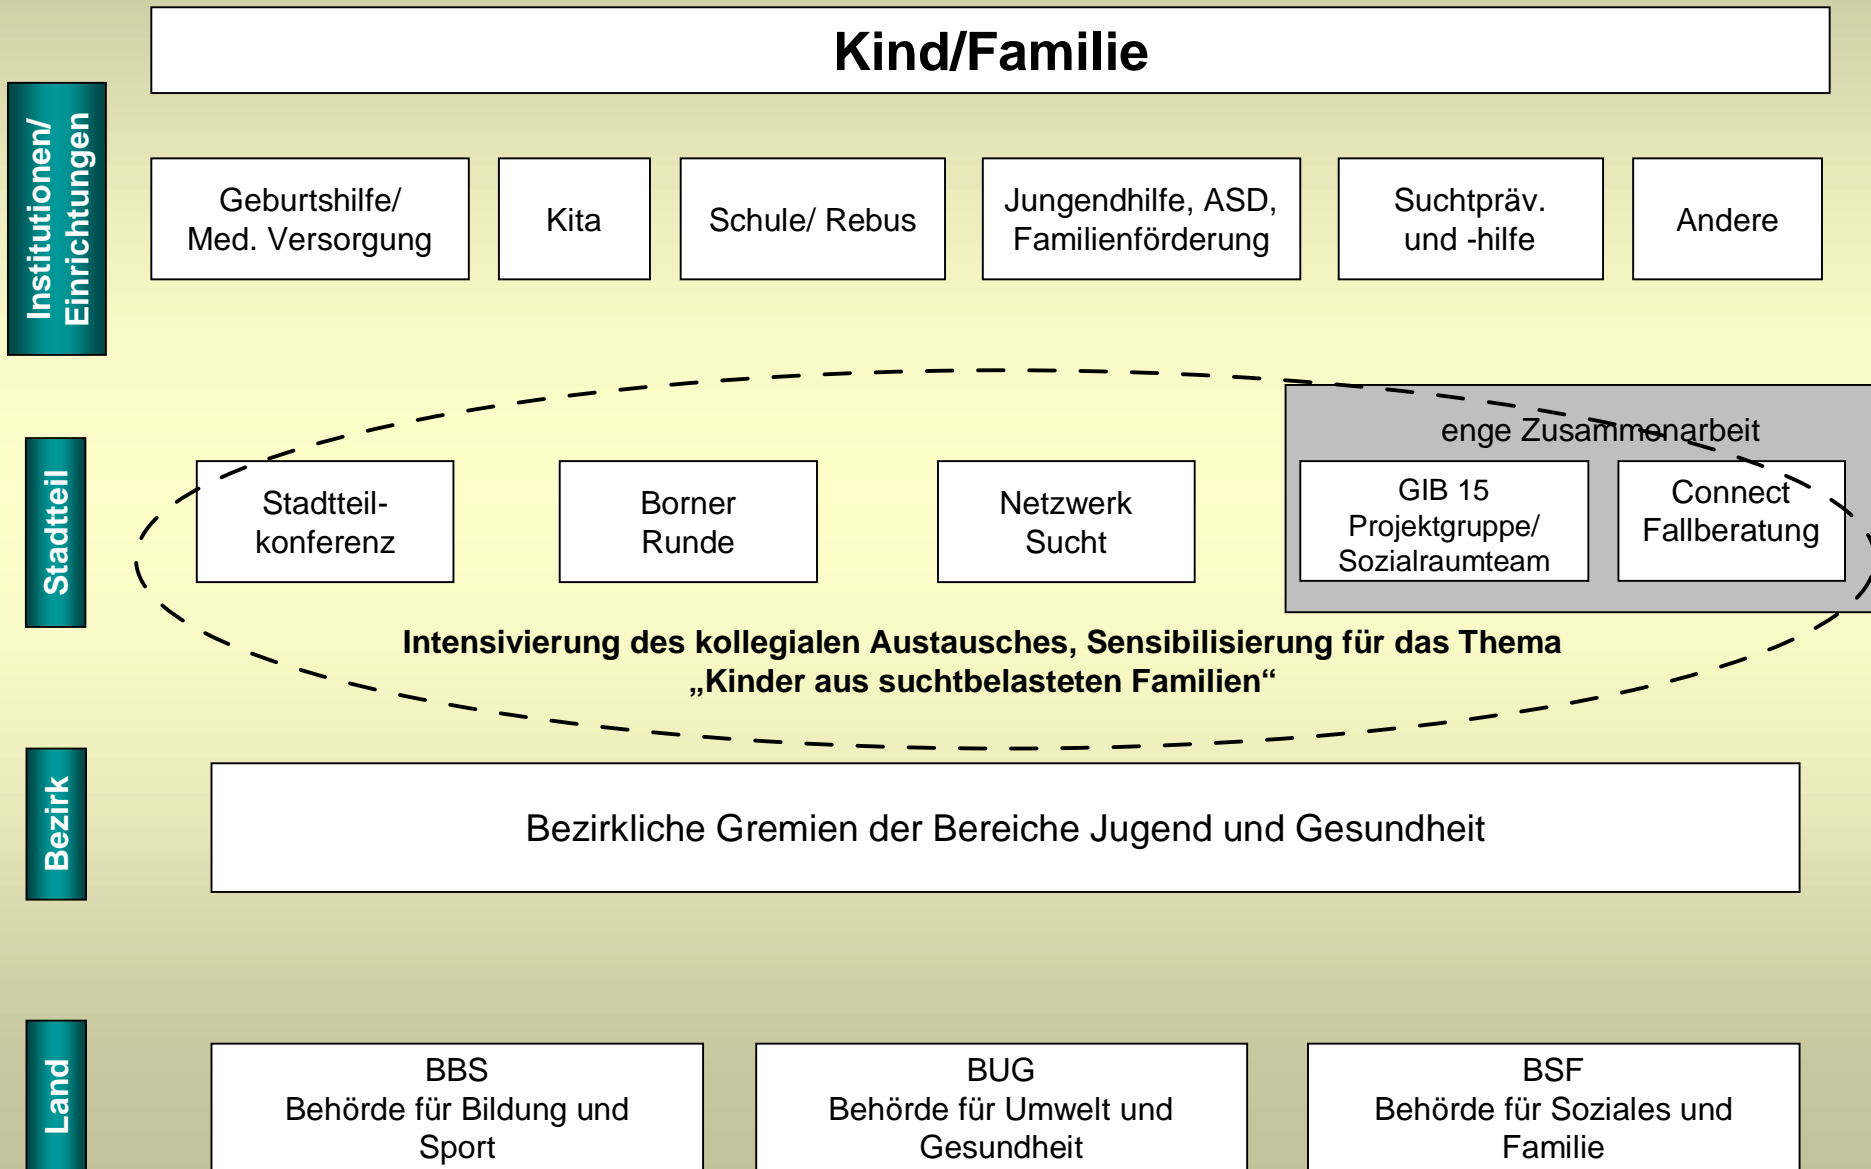 Kind/Familie
Institutionen/
Einrichtungen
Geburtshilfe/
Med. Versorgung
Kita
Schule/ Rebus
Jungendhilfe, ASD,
Familienförderung
Suchtpräv.
und -hilfe
Andere
Stadtteil
enge Zusammenarbeit
Stadtteil-
konferenz
Borner
Runde
Netzwerk
Sucht
GIB 15
Projektgruppe/
Sozialraumteam
Connect
Fallberatung
Intensivierung des kollegialen Austausches, Sensibilisierung für das Thema
„Kinder aus suchtbelasteten Familien“
Bezirk
Bezirkliche Gremien der Bereiche Jugend und Gesundheit
Land
BBS
Behörde für Bildung und
Sport
BUG
Behörde für Umwelt und
Gesundheit
BSF
Behörde für Soziales und
Familie